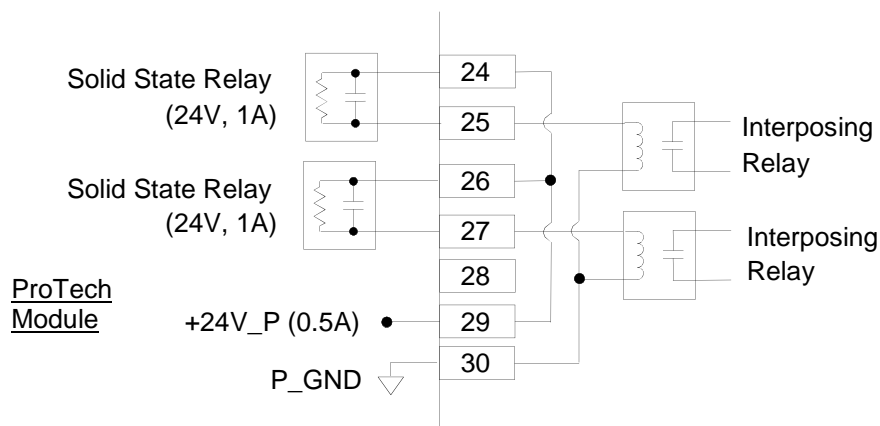 Solid State Relay
(24V, 1A)
24
25
Interposing
Relay
Solid State Relay
(24V, 1A)
26
27
Interposing
Relay
28
ProTech
Module
+24V_P (0.5A)
29
30
P_GND